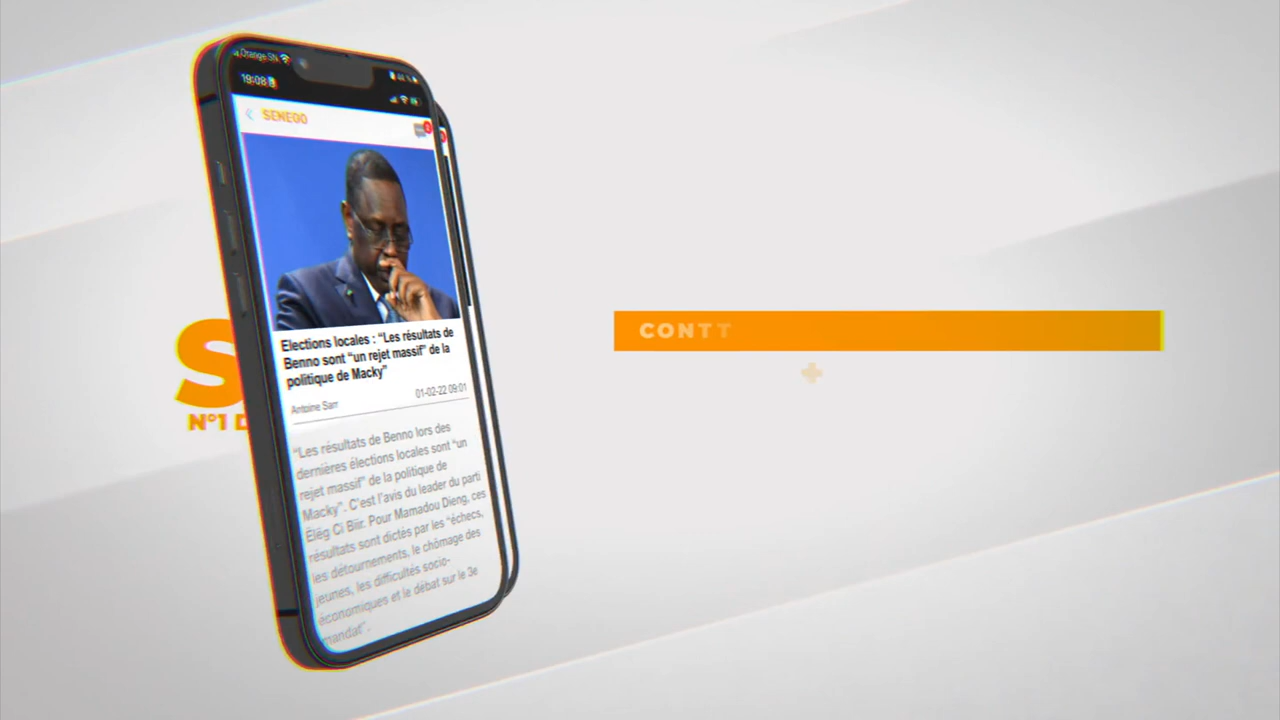 Orange SN
19:08
SENEGO
Elections locales : “Les résultats de
Benno sont “un rejet massif” de la
politique de Macky”
Antoine Sarr
01-02-22 09:01
“Les résultats de Benno lors des
dernières élections locales sont “un
rejet massif” de la politique de
Macky”. C’est l’avis du leader du parti
Ëlëg Ci Biir. Pour Mamadou Dieng, ces
résultats sont dictés par les “échecs,
les détournements, le chômage des
jeunes, les difficultés socio-
économiques et le débat sur le 3e
mandat”.
S
N°1 D
CONTT